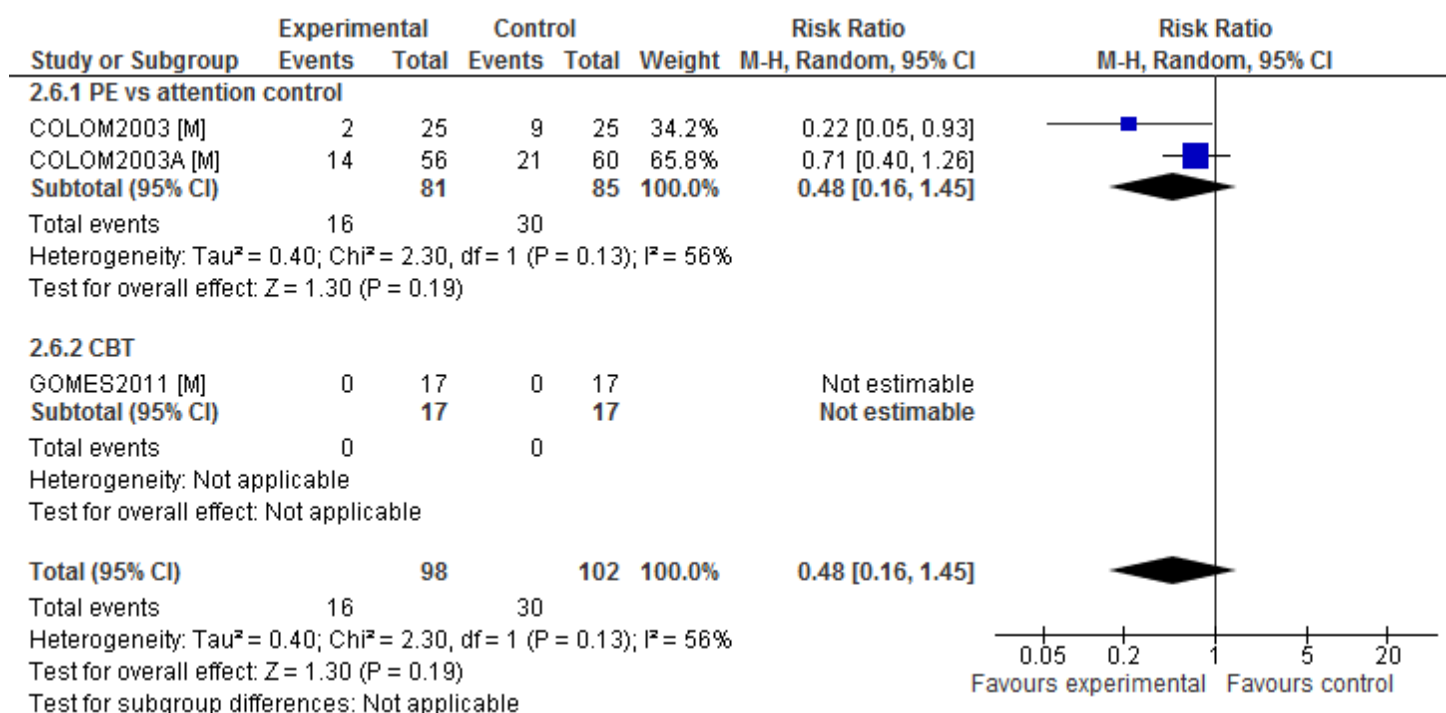 Experimental Control Risk Ratio Risk Ratio
Study or Subgroup Events Total Events Total Weight M-H, Random, 95% CI M-H, Random, 95% CI
2.6.1 PE vs attention control
COLOM2003 [M] 2 25 9 25 34.2% 0.22 [0.05, 0.93]
COLOM2003A [M] 14 56 21 60 65.8% 0.71 [0.40, 1.26]
Subtotal (95% CI) 81 85 100.0% 0.48 [0.16, 1.45]
Total events 16 30
Heterogeneity: Tau² = 0.40; Chi² = 2.30, df = 1 (P = 0.13); I² = 56%
Test for overall effect: Z = 1.30 (P = 0.19)
2.6.2 CBT
GOMES2011 [M] 0 17 0 17 Not estimable
Subtotal (95% CI) 17 17 Not estimable
Total events 0 0
Heterogeneity: Not applicable
Test for overall effect: Not applicable
Total (95% CI) 98 102 100.0% 0.48 [0.16, 1.45]
Total events 16 30
Heterogeneity: Tau² = 0.40; Chi² = 2.30, df = 1 (P = 0.13); I² = 56%
Test for overall effect: Z = 1.30 (P = 0.19)
Test for subgroup differences: Not applicable
0.05 0.2 1 5 20
Favours experimental Favours control